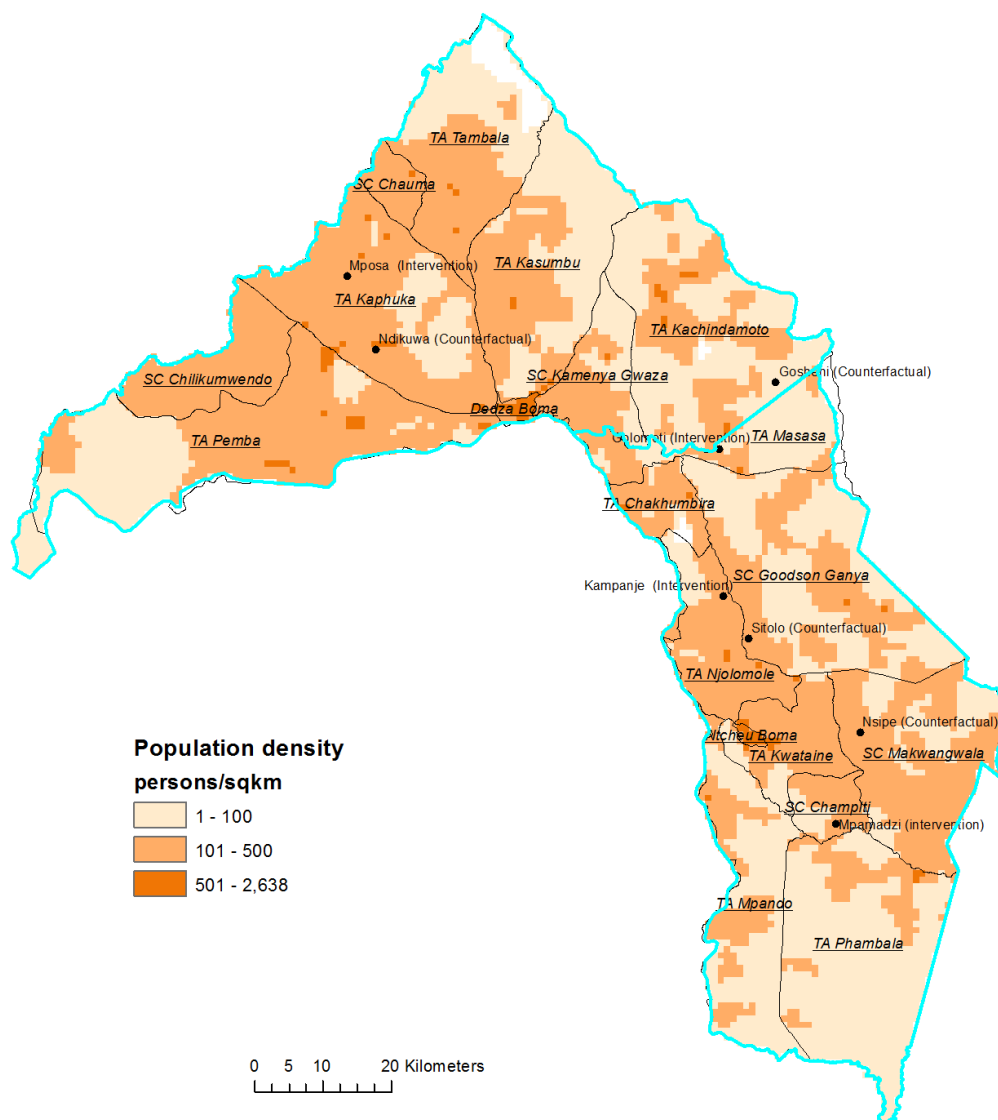 TA Tambala
SC Chauma
TA Kasumbu
Mposa (Intervention)
TA Kaphuka
TA Kachindamoto
Ndikuwa (Counterfactual)
SC Chilikumwendo
SC Kamenya Gwaza
Gosheni (Counterfactual)
Dedza Boma
TA Pemba
Golomoti (Intervention)
TA Masasa
TA Chakhumbira
SC Goodson Ganya
Kampanje (Intervention)
Sitolo (Counterfactual)
TA Njolomole
Nsipe (Counterfactual)
Ntcheu Boma
SC Makwangwala
TA Kwataine
Population density
persons/sqkm
1 - 100
101 - 500
501 - 2,638
SC Champiti
Mpamadzi (intervention)
TA Mpando
TA Phambala
0 5 10 20 Kilometers